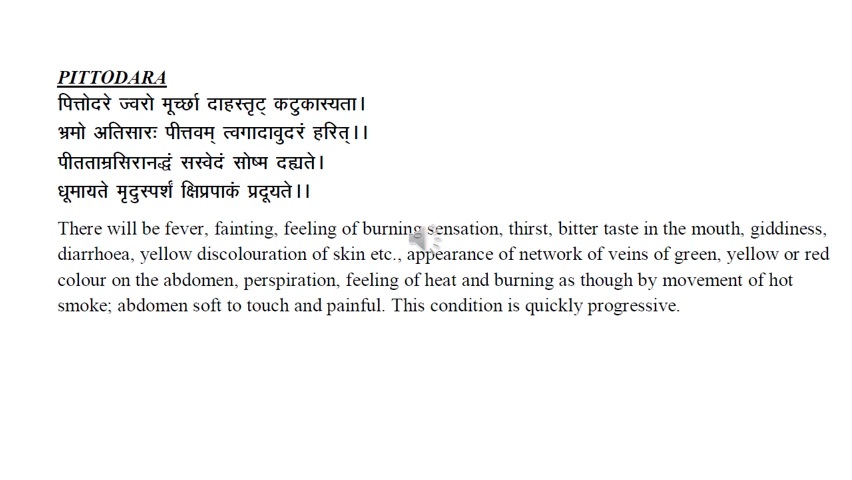 PITTODARA
पित्तोदरे ज्वरो मूर्च्छा दाहस्तृट् कटुकास्यता।
भ्रमो अतिसारः पीत्तवम् त्वगादावुदरं हरित्।।
पीतताम्रसिरानद्धं सस्वेदं सोष्म दह्यते।
धूमायते मृदुस्पर्शं क्षिप्रपाकं प्रदूयते।।
There will be fever, fainting, feeling of burning sensation, thirst, bitter taste in the mouth, giddiness,
diarrhoea, yellow discolouration of skin etc., appearance of network of veins of green, yellow or red
colour on the abdomen, perspiration, feeling of heat and burning as though by movement of hot
smoke; abdomen soft to touch and painful. This condition is quickly progressive.